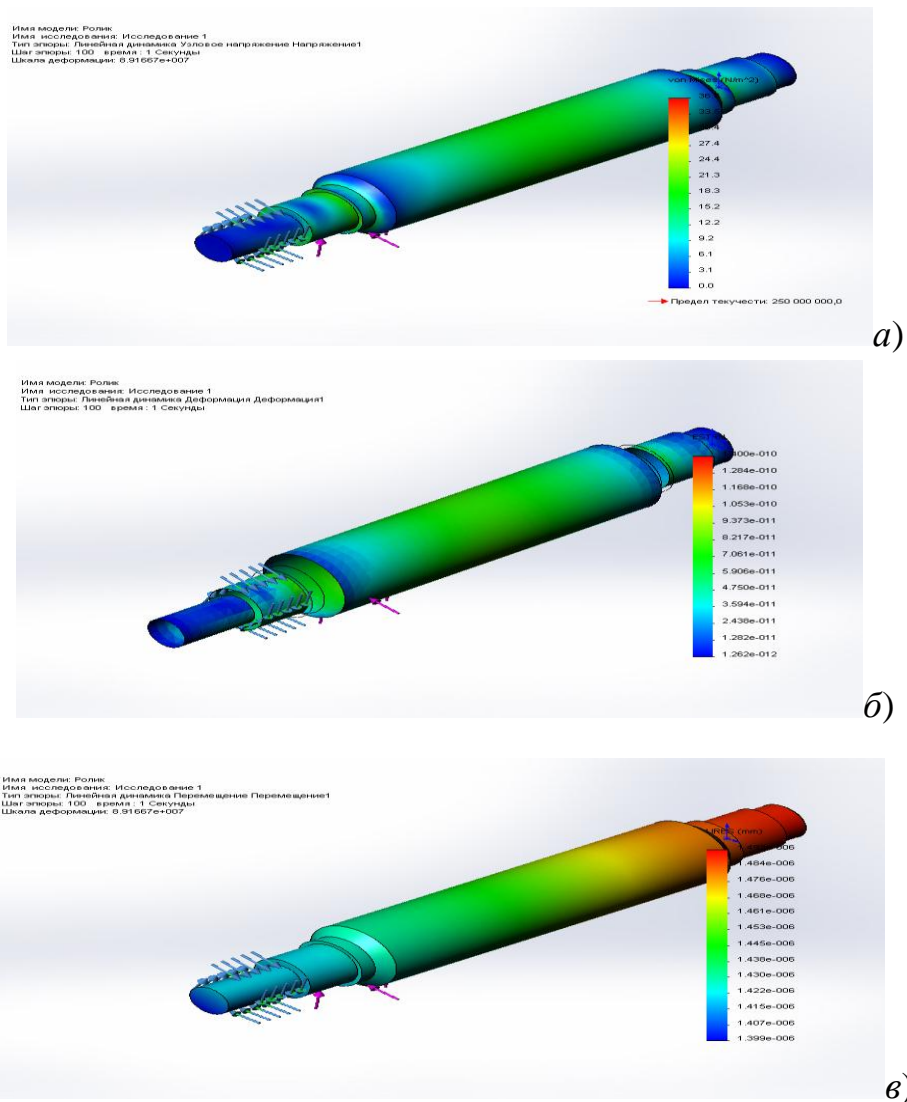 Имя модели: Ролик
Имя исследования: Исследование 1
Тип эпюры: Линейная динамика Узловое напряжение Напряжение1
Шаг эпюры: 100 время : 1 Секунды
Шкала деформации: 8.91667e+007
von Mises (N/m^2)
27.4
24.4
21.3
18.3
15.2
12.2
9.2
6.1
3.1
0.0
Предел текучести: 250 000 000,0
а)
Имя модели: Ролик
Имя исследования: Исследование 1
Тип эпюры: Линейная динамика Деформация Деформация1
Шаг эпюры: 100 время : 1 Секунды
1.284e-010
1.168e-010
1.053e-010
9.373e-011
8.217e-011
7.061e-011
5.906e-011
4.750e-011
3.594e-011
2.438e-011
1.282e-011
1.262e-012
б)
Имя модели: Ролик
Имя исследования: Исследование 1
Тип эпюры: Линейная динамика Перемещение Перемещение1
Шаг эпюры: 100 время : 1 Секунды
Шкала деформации: 8.91667e+007
URES (mm)
1.484e-006
1.476e-006
1.468e-006
1.461e-006
1.453e-006
1.445e-006
1.438e-006
1.430e-006
1.422e-006
1.415e-006
1.407e-006
1.399e-006
в)